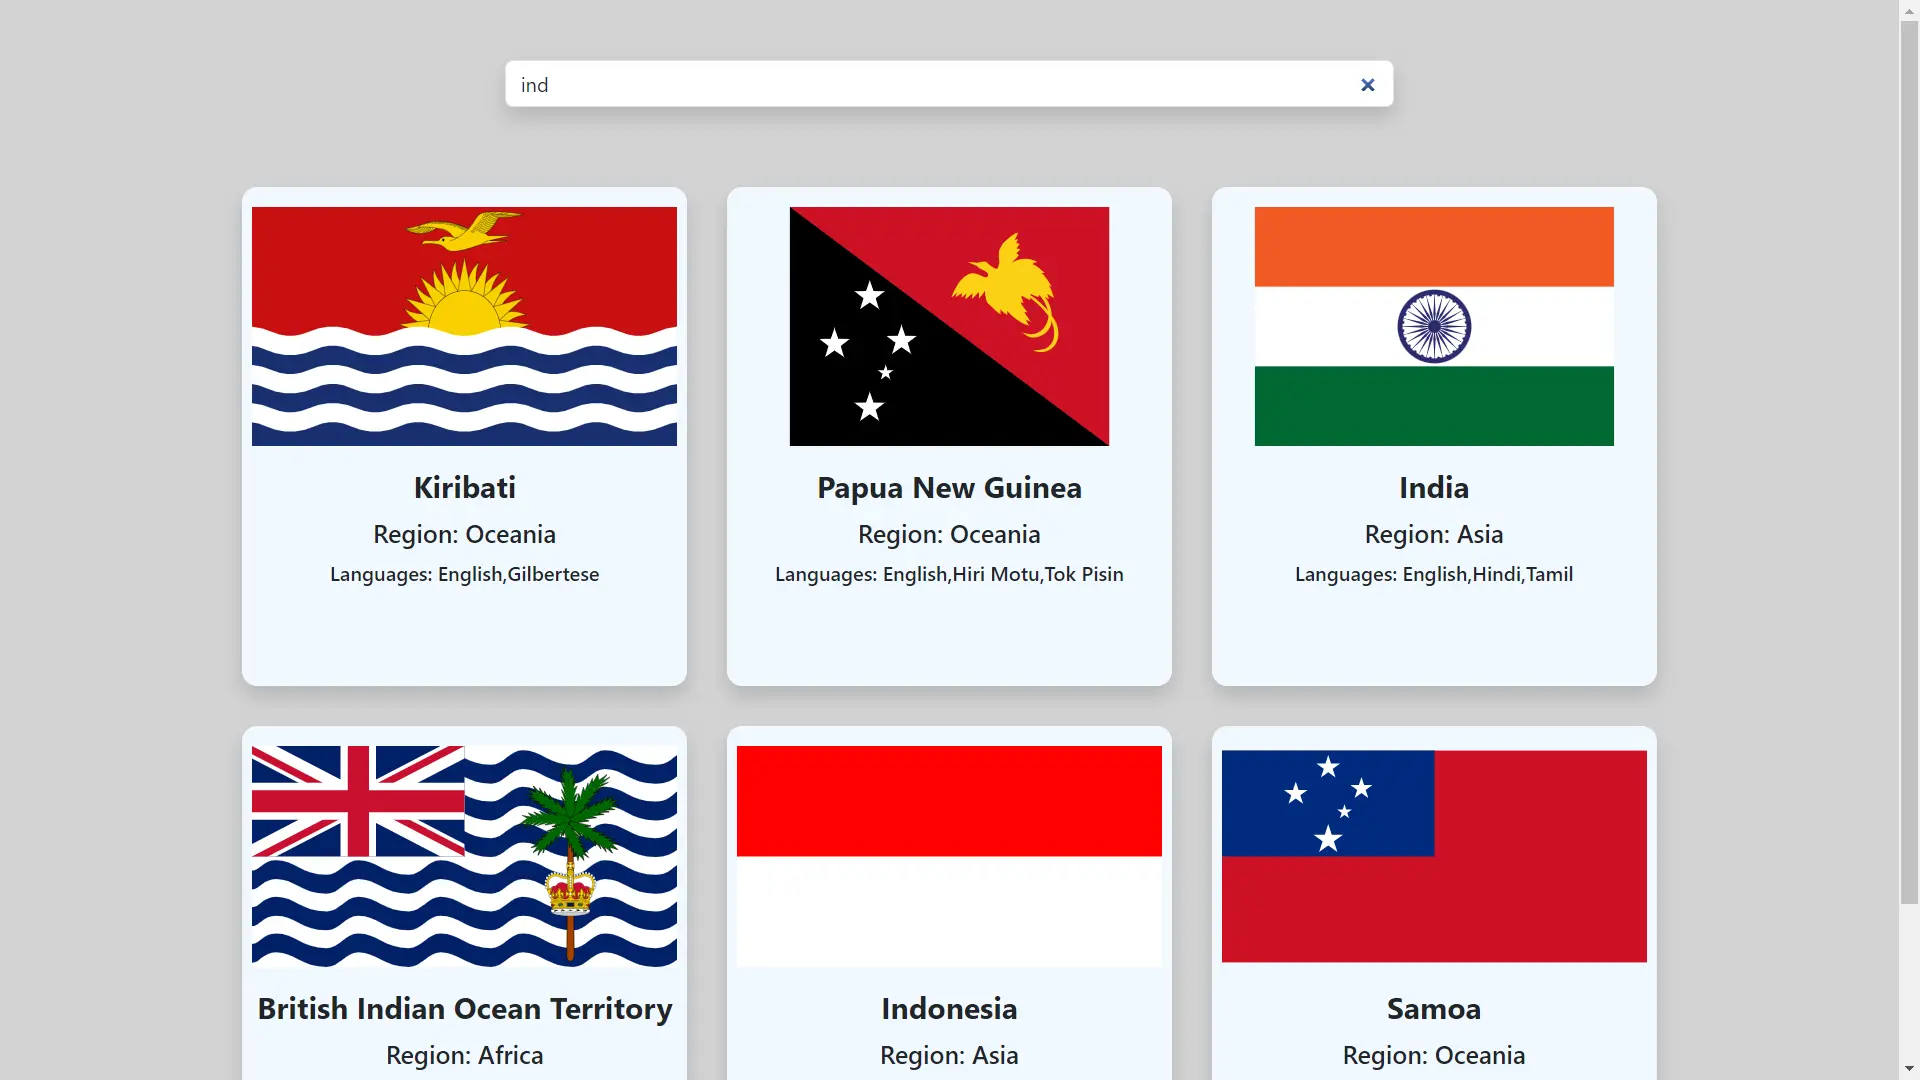 ind
Kiribati
Region: Oceania
Languages: English,Gilbertese
Papua New Guinea
Region: Oceania
Languages: English,Hiri Motu,Tok Pisin
India
Region: Asia
Languages: English,Hindi,Tamil
British Indian Ocean Territory
Region: Africa
Indonesia
Region: Asia
Samoa
Region: Oceania